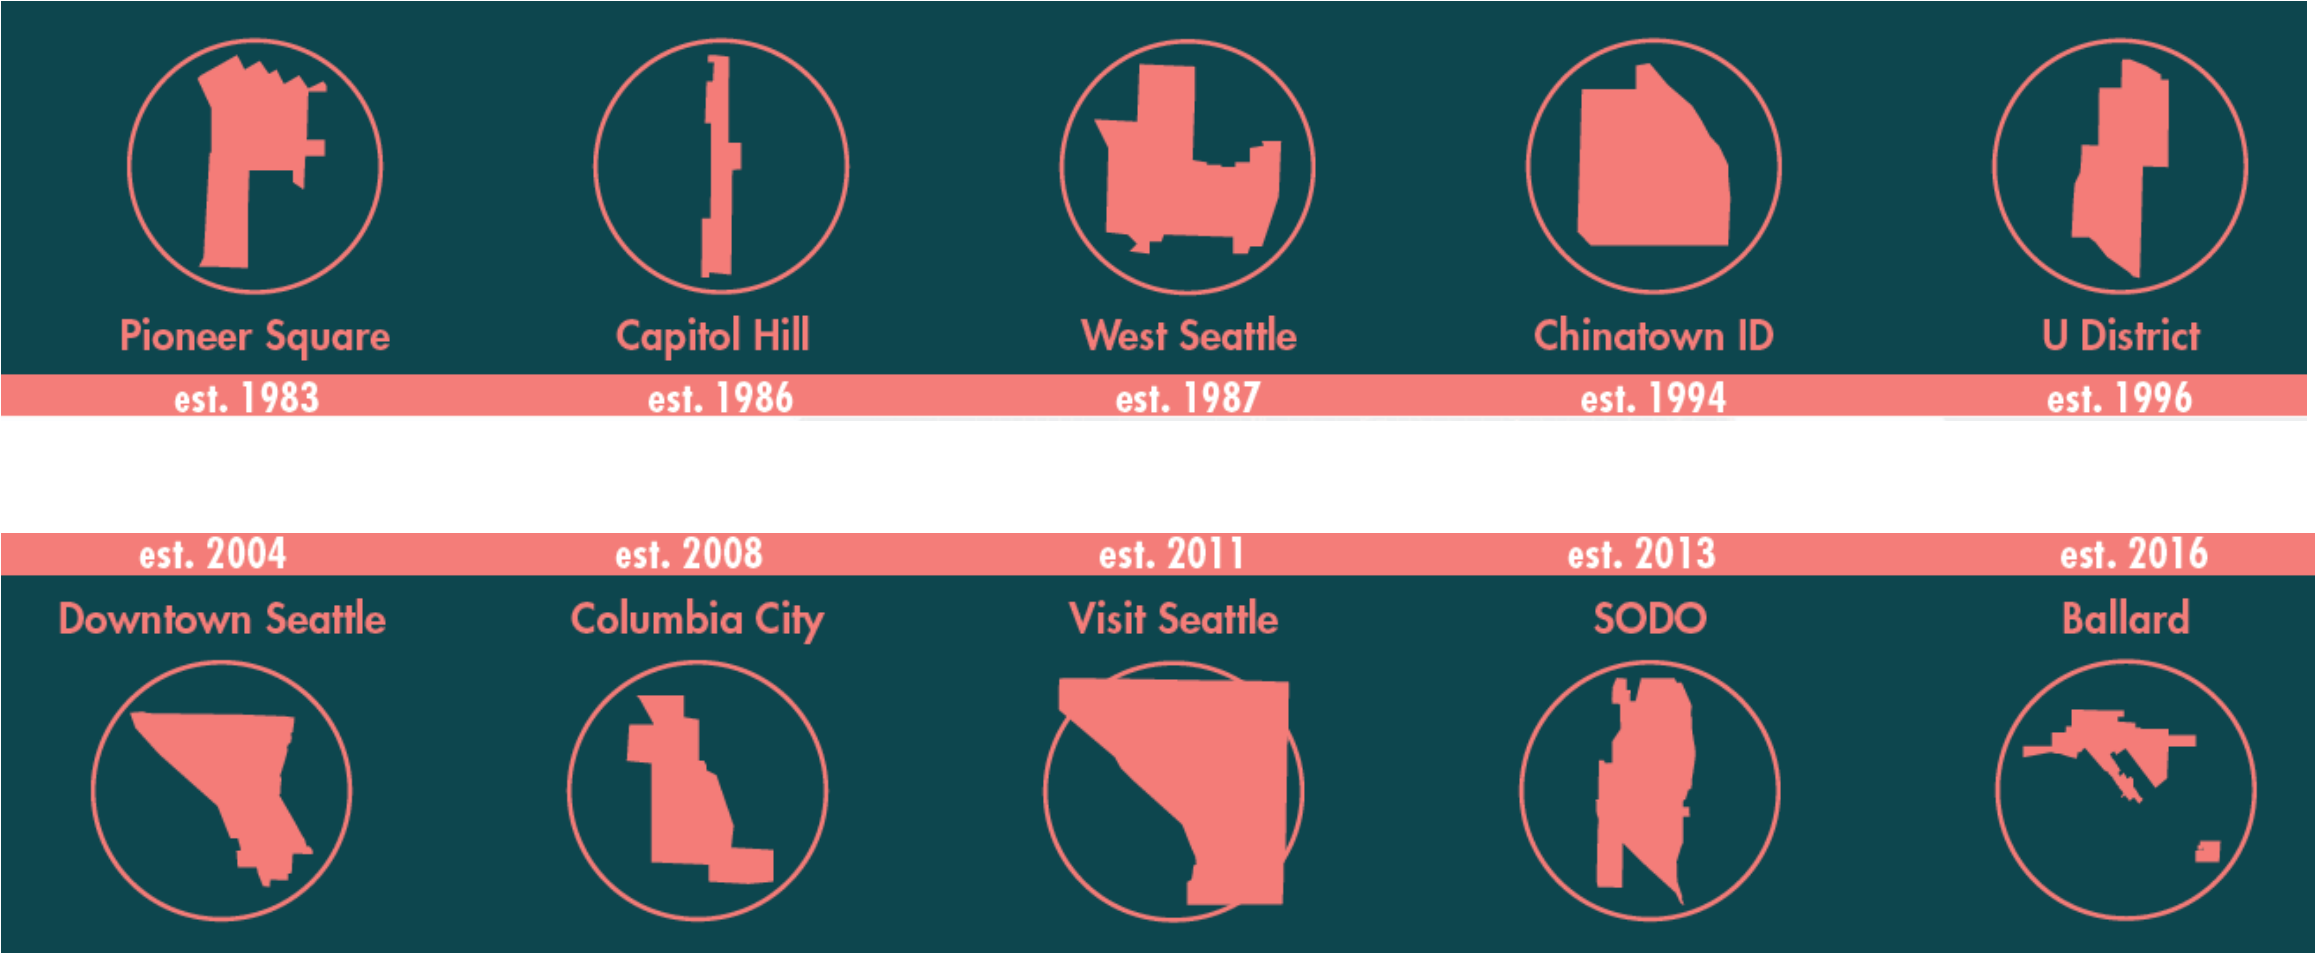 Pioneer Square
Capitol Hill
West Seattle
Chinatown ID
U District
est. 1983
est. 1986
est. 1987
est. 1994
est. 1996
est. 2004
est. 2008
est. 2011
est. 2013
est. 2016
Downtown Seattle
Columbia City
Visit Seattle
SODO
Ballard